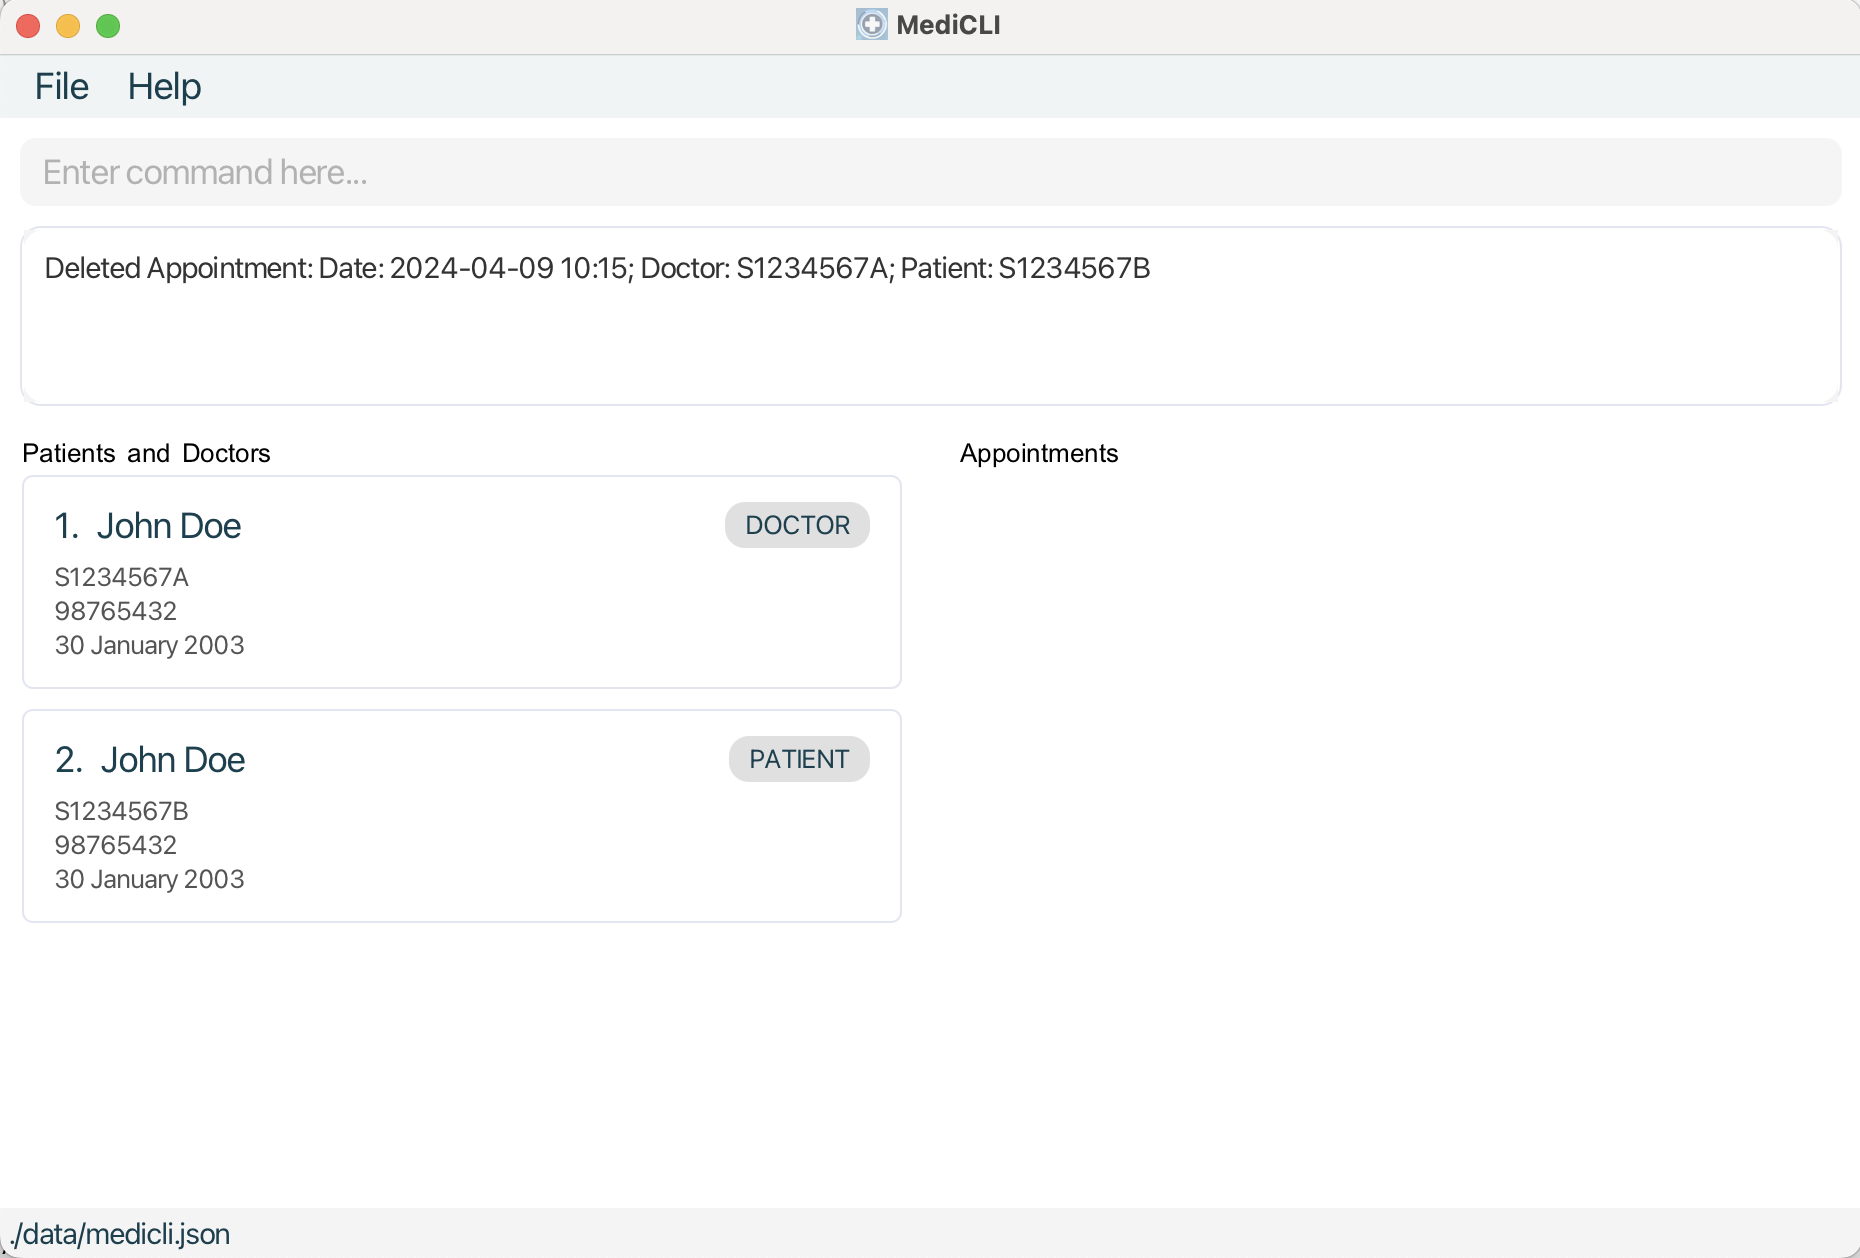 MediCLI
File Help
Enter command here...
Deleted Appointment: Date: 2024-04-09 10:15; Doctor: S1234567A; Patient: S1234567B
Patients and Doctors
1. John Doe
DOCTOR
S1234567A
98765432
30 January 2003
2. John Doe
PATIENT
S1234567B
98765432
30 January 2003
Appointments
./data/medicli.json